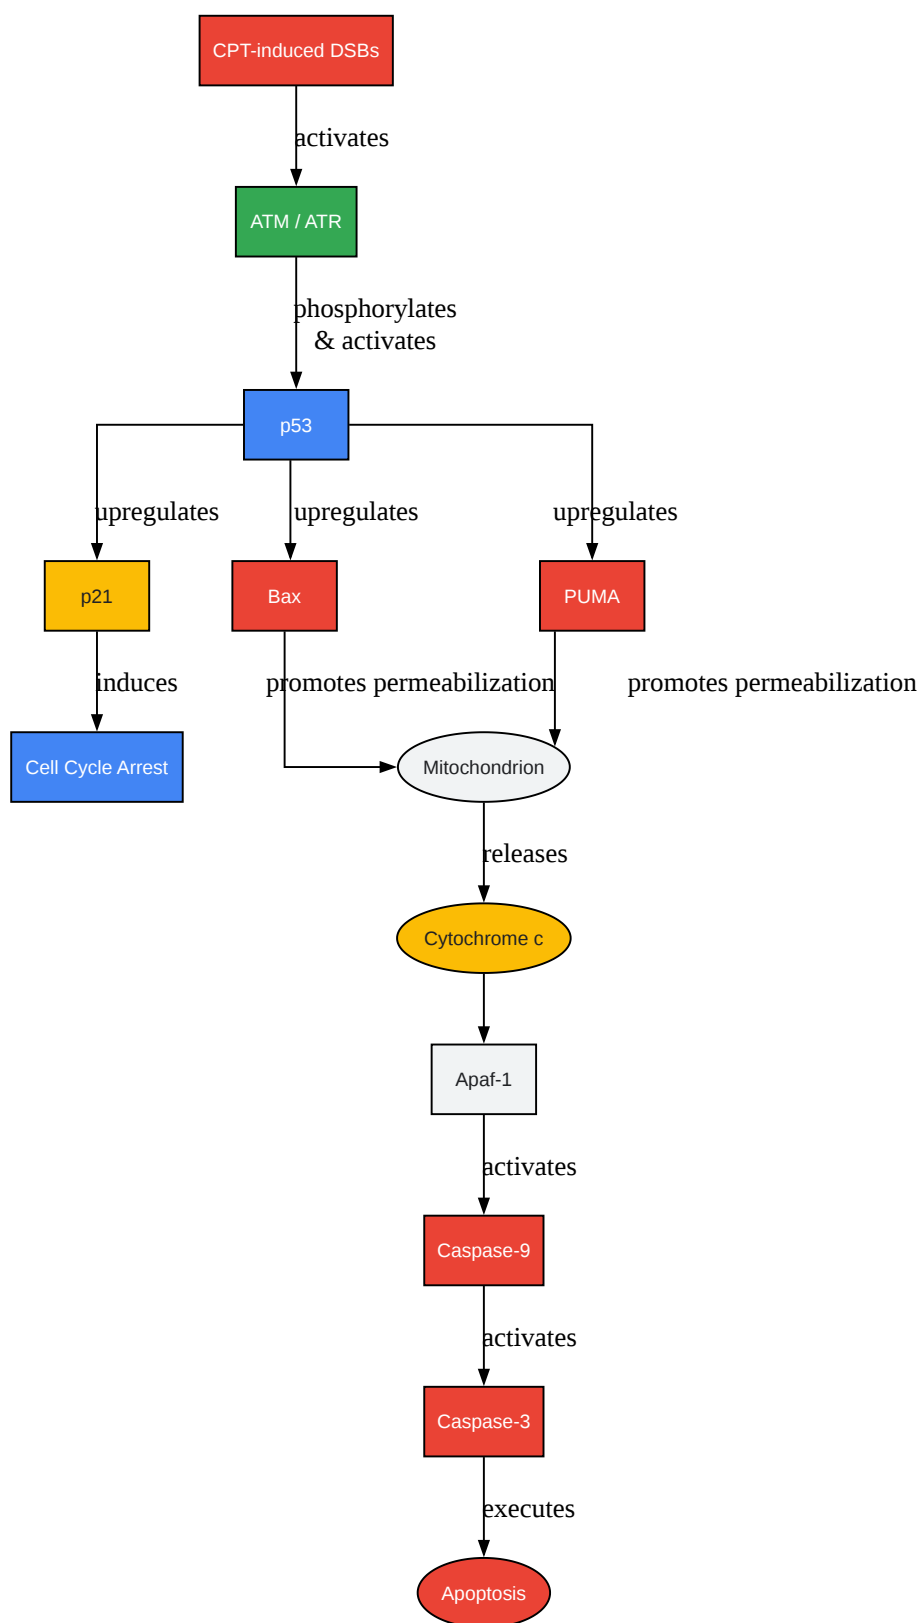 CPT-induced DSBs
activates
ATM / ATR
phosphorylates
& activates
p53
upregulates
upregulates
upregulates
p21
Bax
PUMA
induces
promotes permeabilization
promotes permeabilization
Cell Cycle Arrest
Mitochondrion
releases
Cytochrome c
Apaf-1
activates
Caspase-9
activates
Caspase-3
executes
Apoptosis